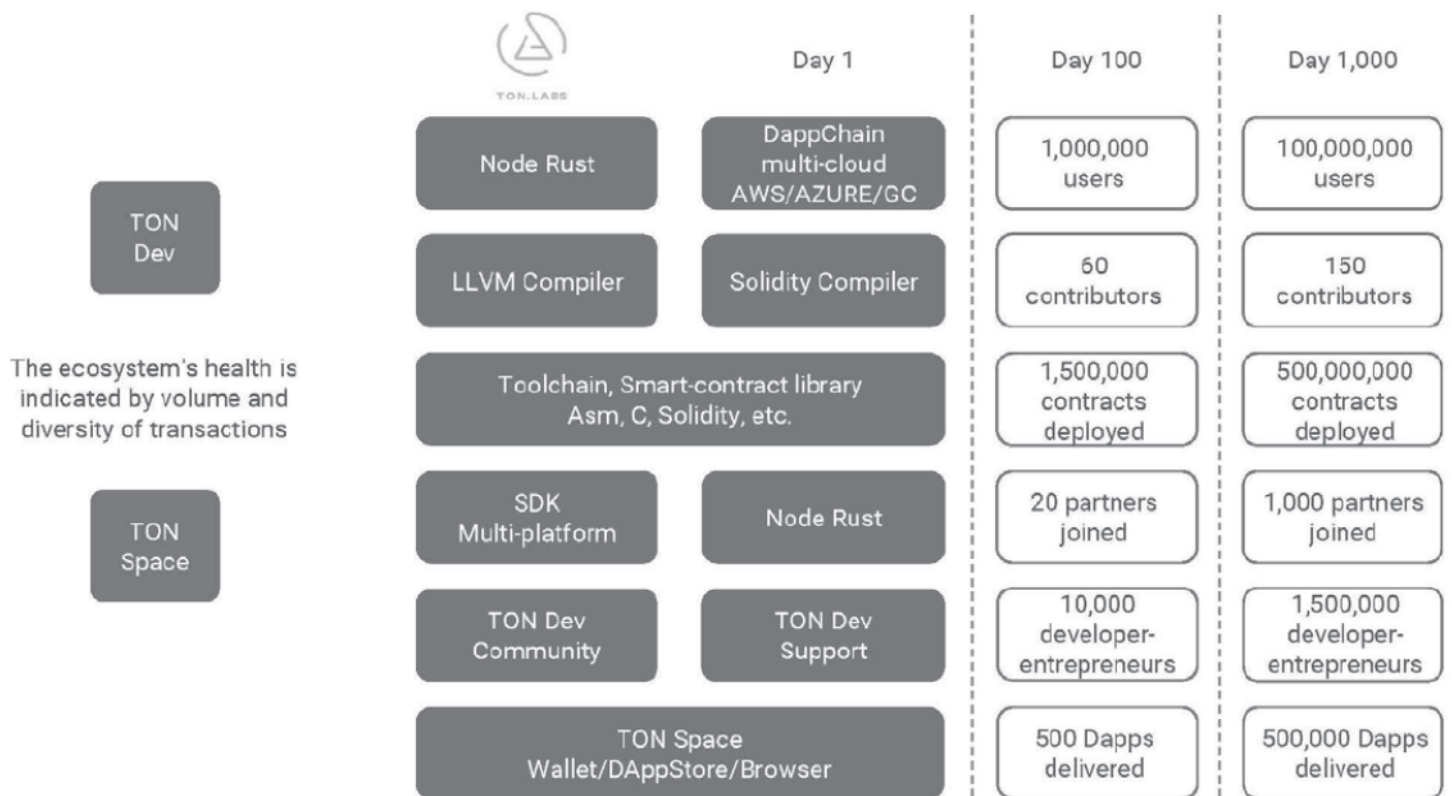 TON.LABS
Day 1
Day 100
Day 1,000
TON
Dev
The ecosystem's health is
indicated by volume and
diversity of transactions
TON
Space
Node Rust
DappChain
multi-cloud
AWS/AZURE/GC
1,000,000
users
100,000,000
users
LLVM Compiler
Solidity Compiler
60
contributors
150
contributors
Toolchain, Smart-contract library
Asm, C, Solidity, etc.
1,500,000
contracts
deployed
500,000,000
contracts
deployed
SDK
Multi-platform
Node Rust
20 partners
joined
1,000 partners
joined
TON Dev
Community
TON Dev
Support
10,000
developer-
entrepreneurs
1,500,000
developer-
entrepreneurs
TON Space
Wallet/DAppStore/Browser
500 Dapps
delivered
500,000 Dapps
delivered